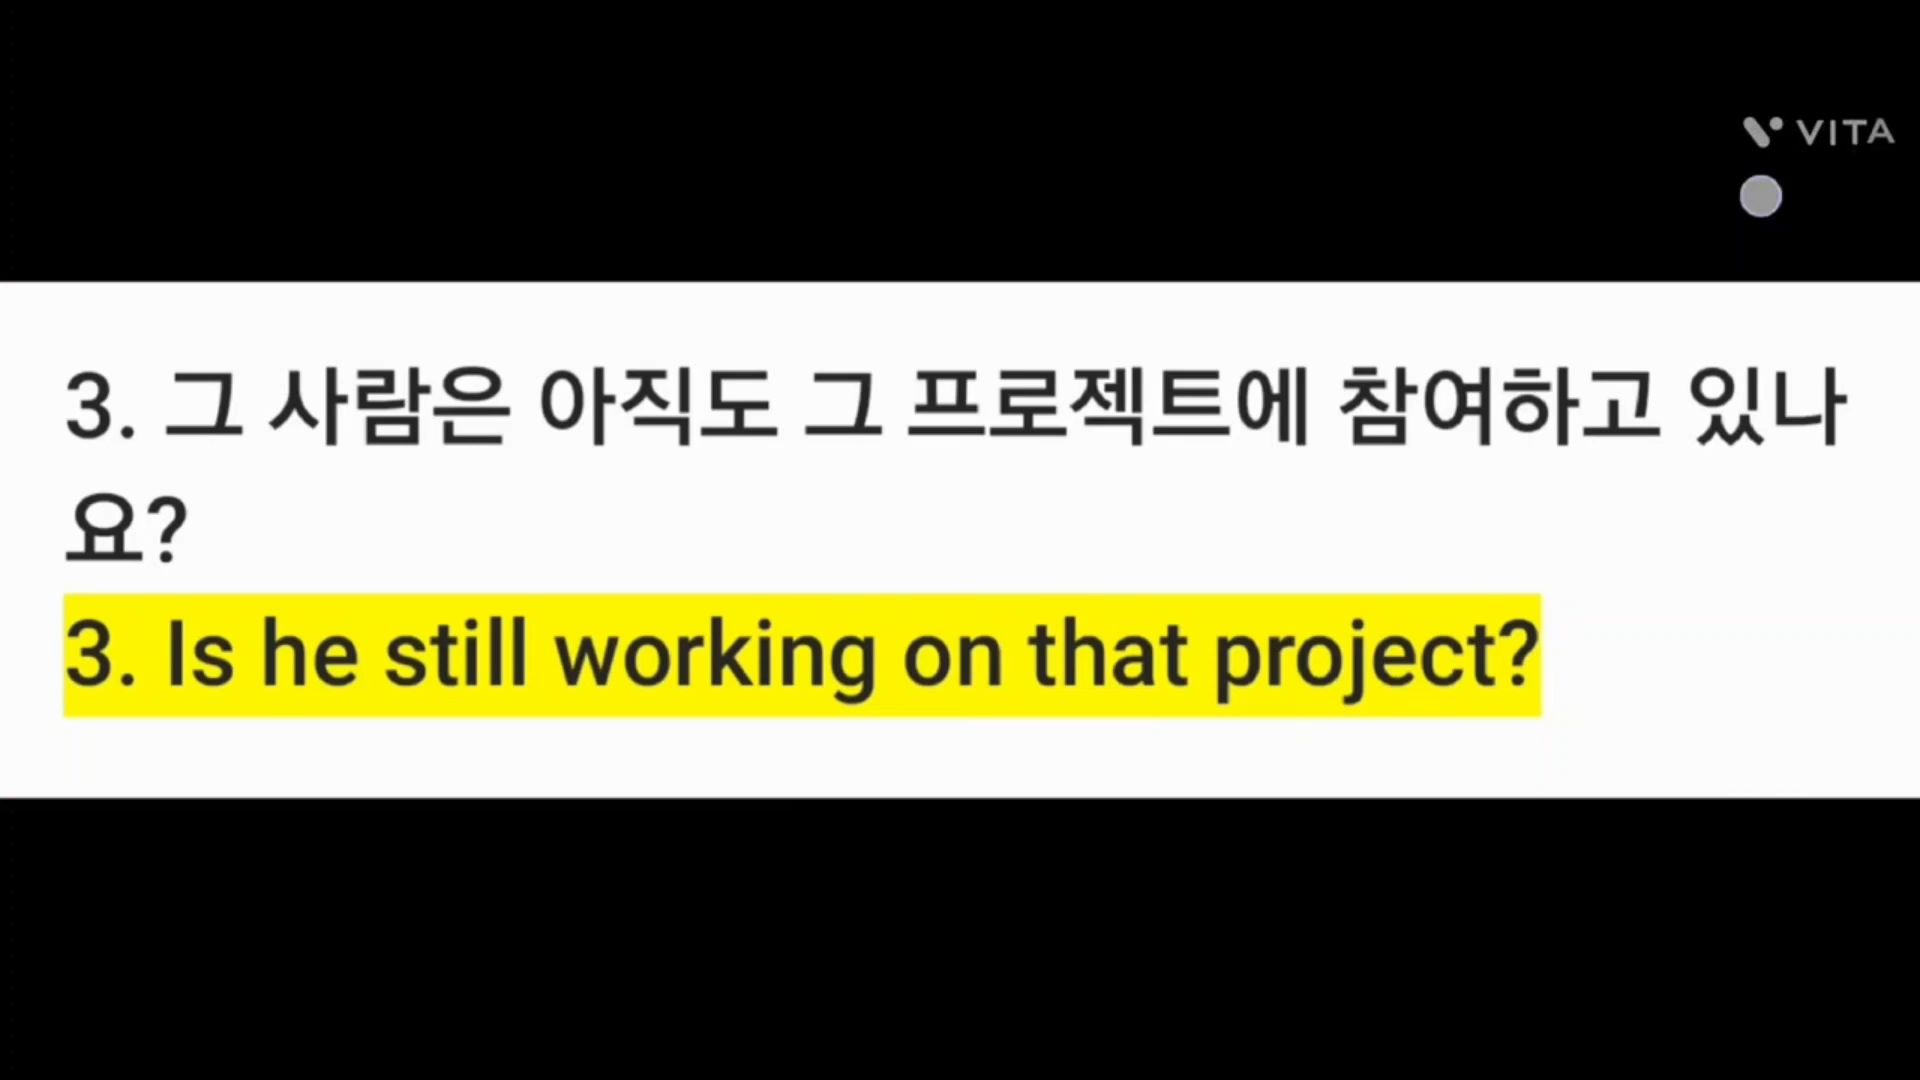 VITA
3. 그 사람은 아직도 그 프로젝트에 참여하고 있나
요?
3. Is he still working on that project?